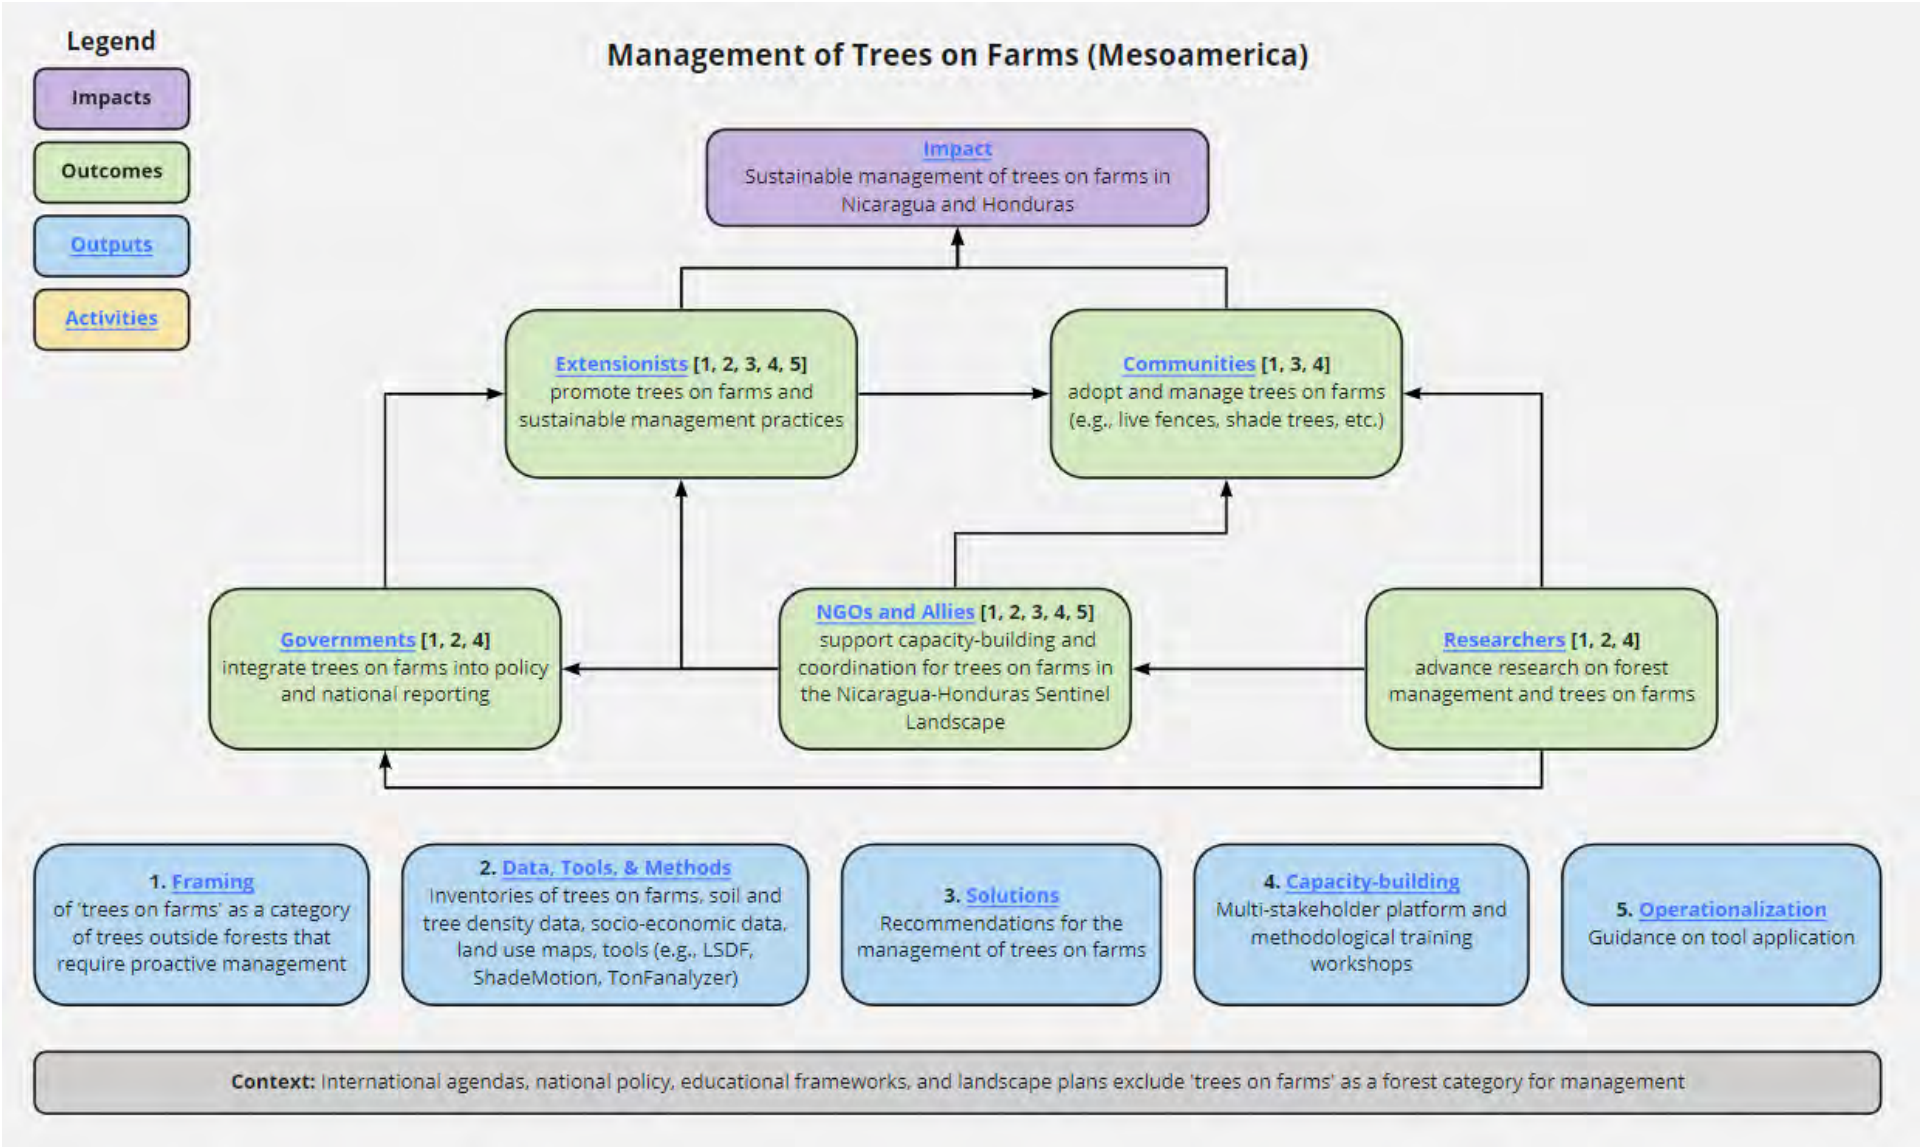 Legend
Impacts
Outcomes
Outputs
Activities
Management of Trees on Farms (Mesoamerica)
Impact
Sustainable management of trees on farms in
Nicaragua and Honduras
Extensionists [1, 2, 3, 4, 5]
promote trees on farms and
sustainable management practices
Communities [1, 3, 4]
adopt and manage trees on farms
(e.g., live fences, shade trees, etc.)
Governments [1, 2, 4]
integrate trees on farms into policy
and national reporting
NGOs and Allies [1, 2, 3, 4, 5]
support capacity-building and
coordination for trees on farms in
the Nicaragua-Honduras Sentinel
Landscape
Researchers [1, 2, 4]
advance research on forest
management and trees on farms
1. Framing
of 'trees on farms' as a category
of trees outside forests that
require proactive management
2. Data, Tools, & Methods
Inventories of trees on farms, soil and
tree density data, socio-economic data,
land use maps, tools (e.g., LSDF,
ShadeMotion, TonFanalyzer)
3. Solutions
Recommendations for the
management of trees on farms
4. Capacity-building
Multi-stakeholder platform and
methodological training
workshops
5. Operationalization
Guidance on tool application
Context: International agendas, national policy, educational frameworks, and landscape plans exclude 'trees on farms' as a forest category for management